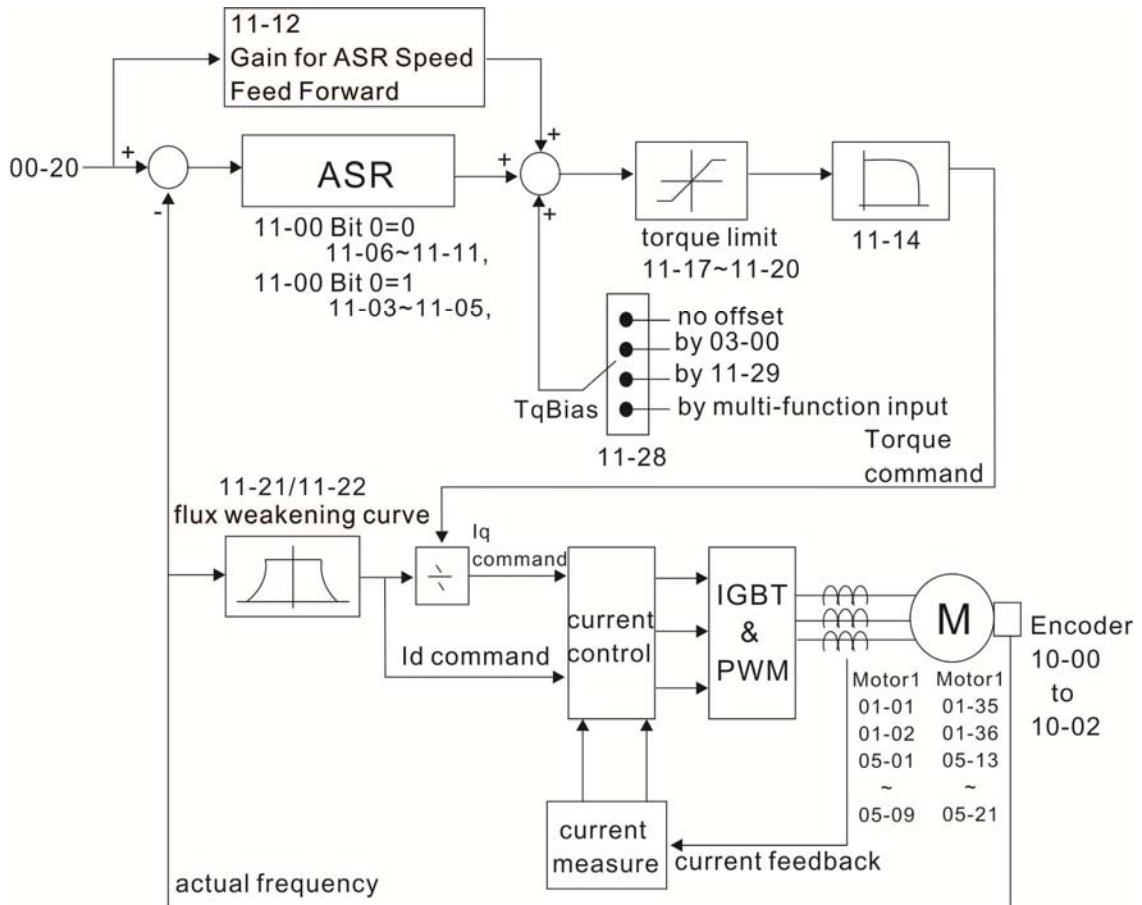 11-12
Gain for ASR Speed
Feed Forward
+
00-20
+
-
ASR
+
+
11-00 Bit 0=0
11-06~11-11,
11-00 Bit 0=1
11-03~11-05,
torque limit
11-17~11-20
11-14
no offset
by 03-00
by 11-29
by multi-function input
TqBias
11-28
Torque
command
11-21/11-22
flux weakening curve
Iq
command
Id command
current
control
IGBT
&
PWM
M
Encoder
10-00
to
10-02
Motor1
01-01
01-02
05-01
~
05-09
Motor1
01-35
01-36
05-13
~
05-21
current
measure
current feedback
actual frequency